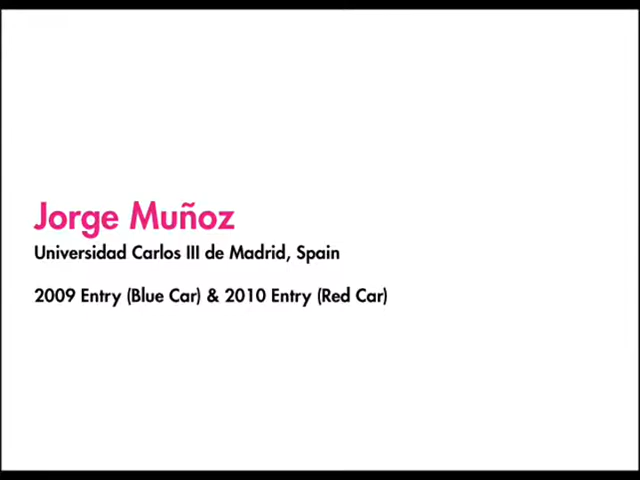 Jorge Muñoz
Universidad Carlos III de Madrid, Spain
2009 Entry (Blue Car) & 2010 Entry (Red Car)